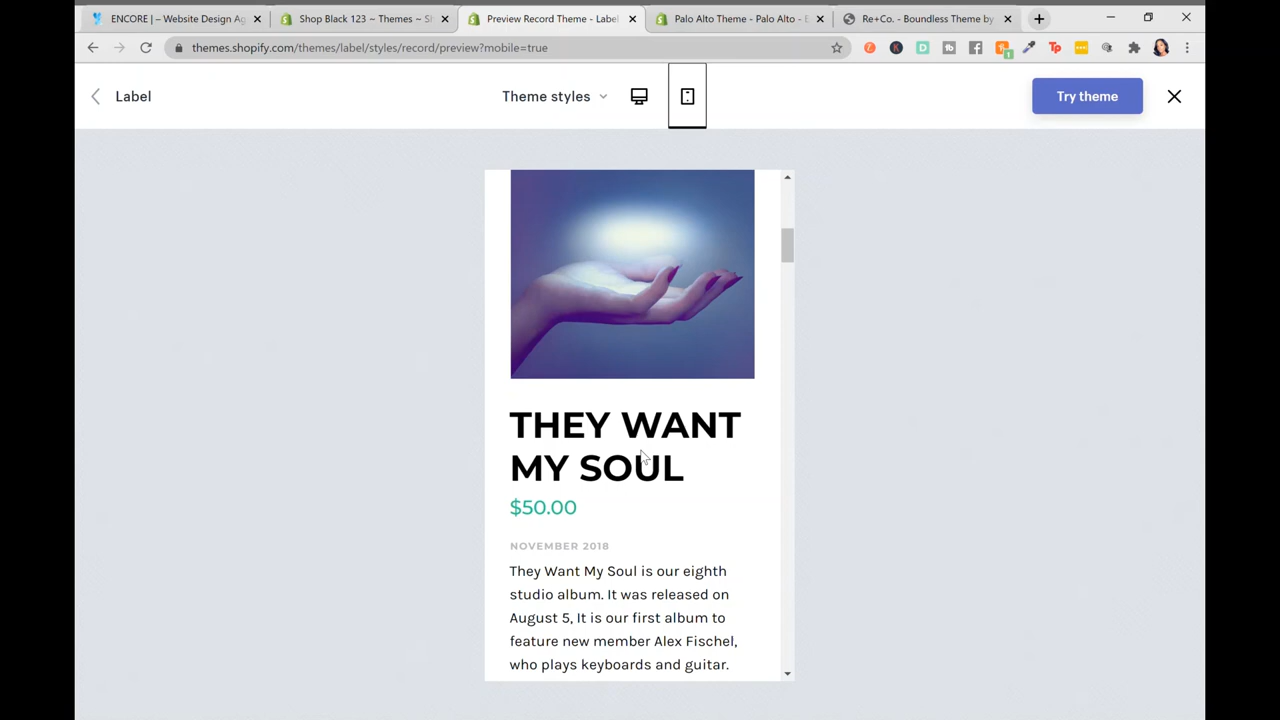 ENCORE | – Website Design Ag
Shop Black 123 ~ Themes ~ Sh
Preview Record Theme - Label
Palo Alto Theme - Palo Alto - E
Re+Co. - Boundless Theme by
themes.shopify.com/themes/label/styles/record/preview?mobile=true
Label
Theme styles
Try theme
THEY WANT
MY SOUL
$50.00
NOVEMBER 2018
They Want My Soul is our eighth
studio album. It was released on
August 5, It is our first album to
feature new member Alex Fischel,
who plays keyboards and guitar.